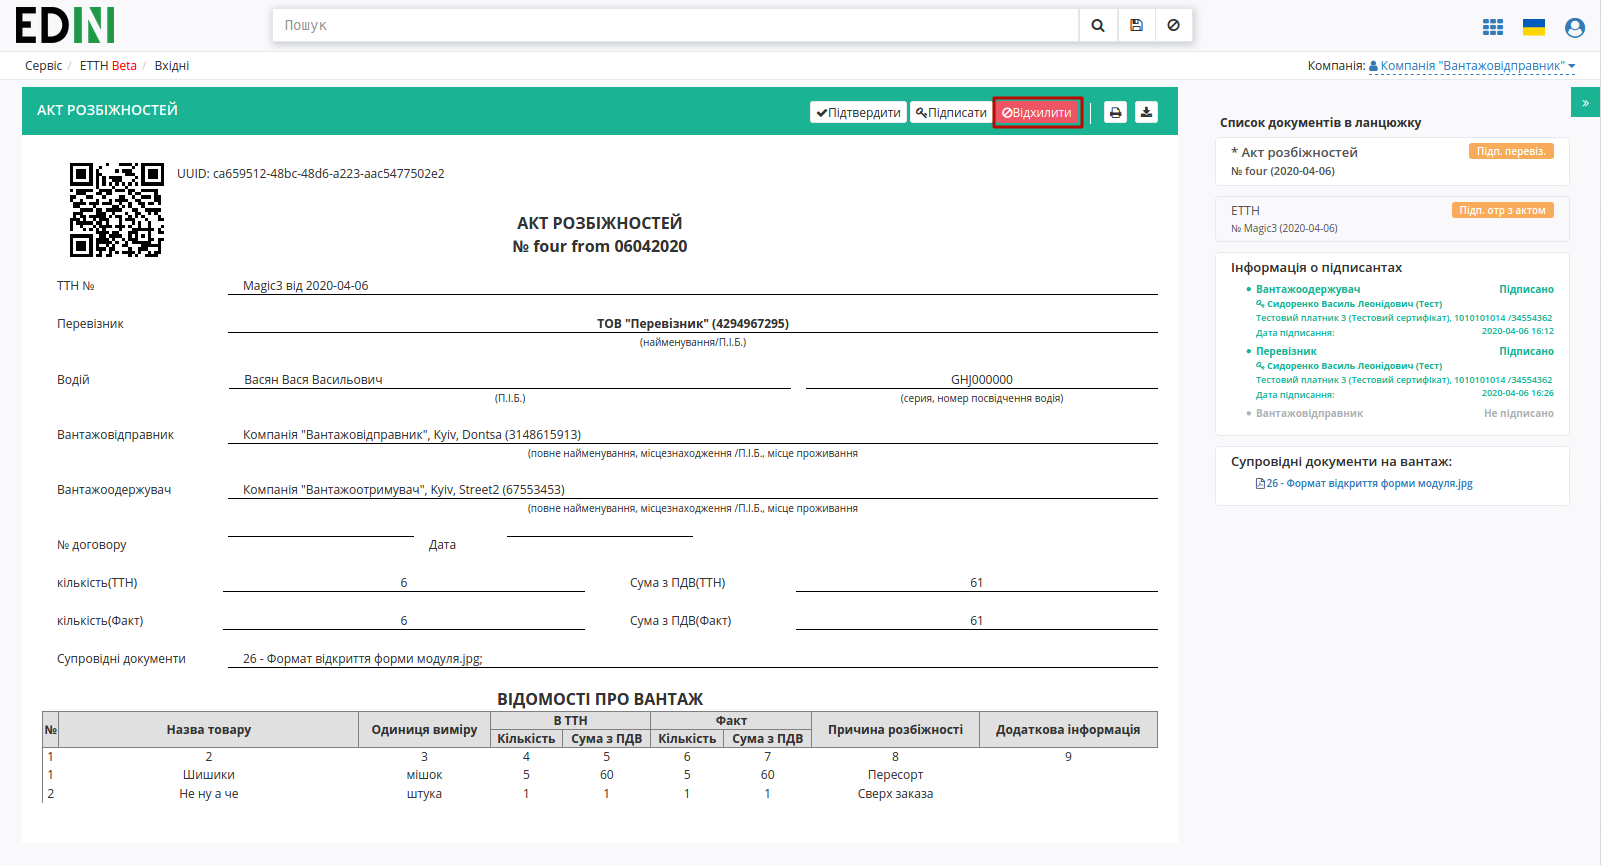 EDIN
Пошук
Сервіс / ЕТТН Beta / Вхідні
Компанія: Компанія "Вантажовідправник"
АКТ РОЗБІЖНОСТЕЙ
Підтвердити Підписати Відхилити
»
UUID: ca659512-48bc-48d6-a223-aac5477502e2
АКТ РОЗБІЖНОСТЕЙ
№ four from 06042020
ТТН № Magic3 від 2020-04-06
Перевізник ТОВ "Перевізник" (4294967295)
(найменування/П.І.Б.)
Водій Васян Вася Васильович GHJ000000
(П.І.Б.) (серия, номер посвідчення водія)
Вантажовідправник Компанія "Вантажовідправник", Kyiv, Dontsa (3148615913)
(повне найменування, місцезнаходження /П.І.Б., місце проживання
Вантажоодержувач Компанія "Вантажоотримувач", Kyiv, Street2 (67553453)
(повне найменування, місцезнаходження /П.І.Б., місце проживання
№ договору Дата
кількість(ТТН) 6 Сума з ПДВ(ТТН) 61
кількість(Факт) 6 Сума з ПДВ(Факт) 61
Супровідні документи 26 - Формат відкриття форми модуля.jpg;
ВІДОМОСТІ ПРО ВАНТАЖ
№ Назва товару Одиниця виміру В ТТН Факт Причина розбіжності Додаткова інформація
Кількість Сума з ПДВ Кількість Сума з ПДВ
1 2 3 4 5 6 7 8 9
1 Шишики мішок 5 60 5 60 Пересорт
2 Не ну а че штука 1 1 1 1 Сверх заказа
Список документів в ланцюжку
* Акт розбіжностей Підп. перевіз.
№ four (2020-04-06)
ЕТТН Підп. отр з актом
№ Magic3 (2020-04-06)
Інформація о підписантах
Вантажоодержувач Підписано
Сидоренко Василь Леонідович (Тест)
Тестовий платник 3 (Тестовий сертифікат), 1010101014 /34554362
Дата підписання: 2020-04-06 16:12
Перевізник Підписано
Сидоренко Василь Леонідович (Тест)
Тестовий платник 3 (Тестовий сертифікат), 1010101014 /34554362
Дата підписання: 2020-04-06 16:26
Вантажовідправник Не підписано
Супровідні документи на вантаж:
26 - Формат відкриття форми модуля.jpg